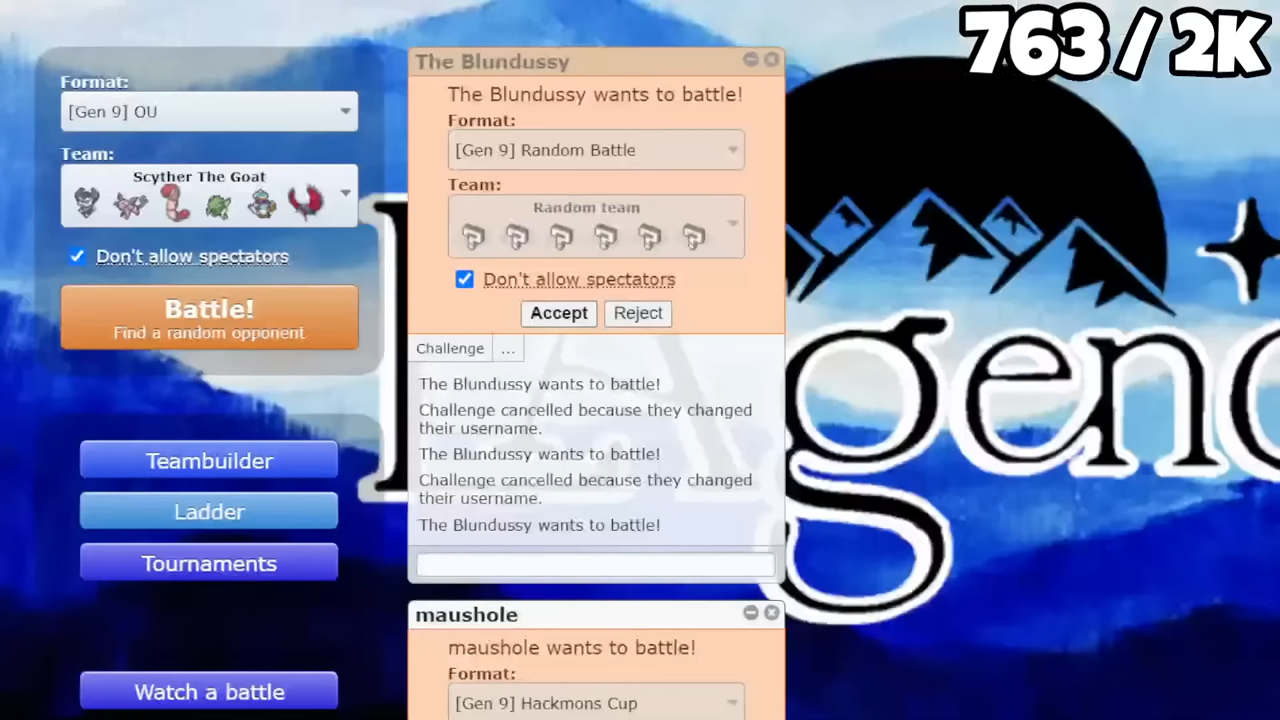 763 / 2K
Format:
[Gen 9] OU
Team:
Scyther The Goat
Don't allow spectators
Battle!
Find a random opponent
Teambuilder
Ladder
Tournaments
Watch a battle
The Blundussy
The Blundussy wants to battle!
Format:
[Gen 9] Random Battle
Team:
Random team
Don't allow spectators
Accept Reject
Challenge ...
The Blundussy wants to battle!
Challenge cancelled because they changed
their username.
The Blundussy wants to battle!
Challenge cancelled because they changed
their username.
The Blundussy wants to battle!
maushole
maushole wants to battle!
Format:
[Gen 9] Hackmons Cup